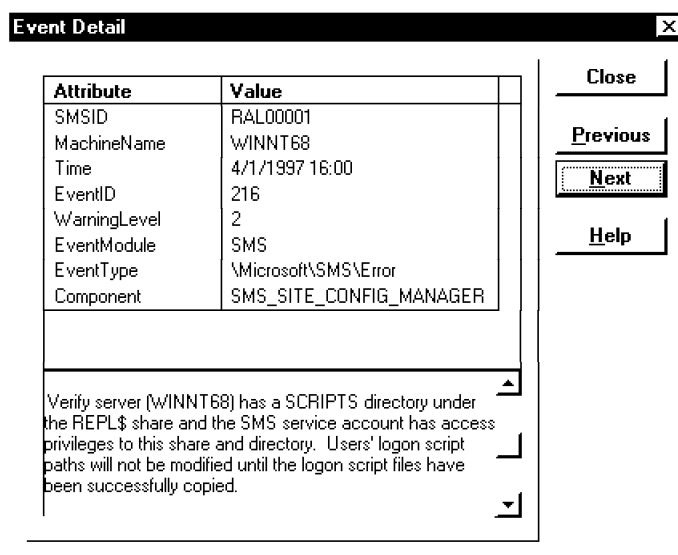 Event Detail
Close
Attribute Value
SMSID RAL00001
MachineName WINNT68
Previous
Time 4/1/1997 16:00
Next
EventID 216
WarningLevel 2
Help
EventModule SMS
EventType \Microsoft\SMS\Error
Component SMS_SITE_CONFIG_MANAGER
Verify server (WINNT68) has a SCRIPTS directory under
the REPL$ share and the SMS service account has access
privileges to this share and directory. Users' logon script
paths will not be modified until the logon script files have
been successfully copied.